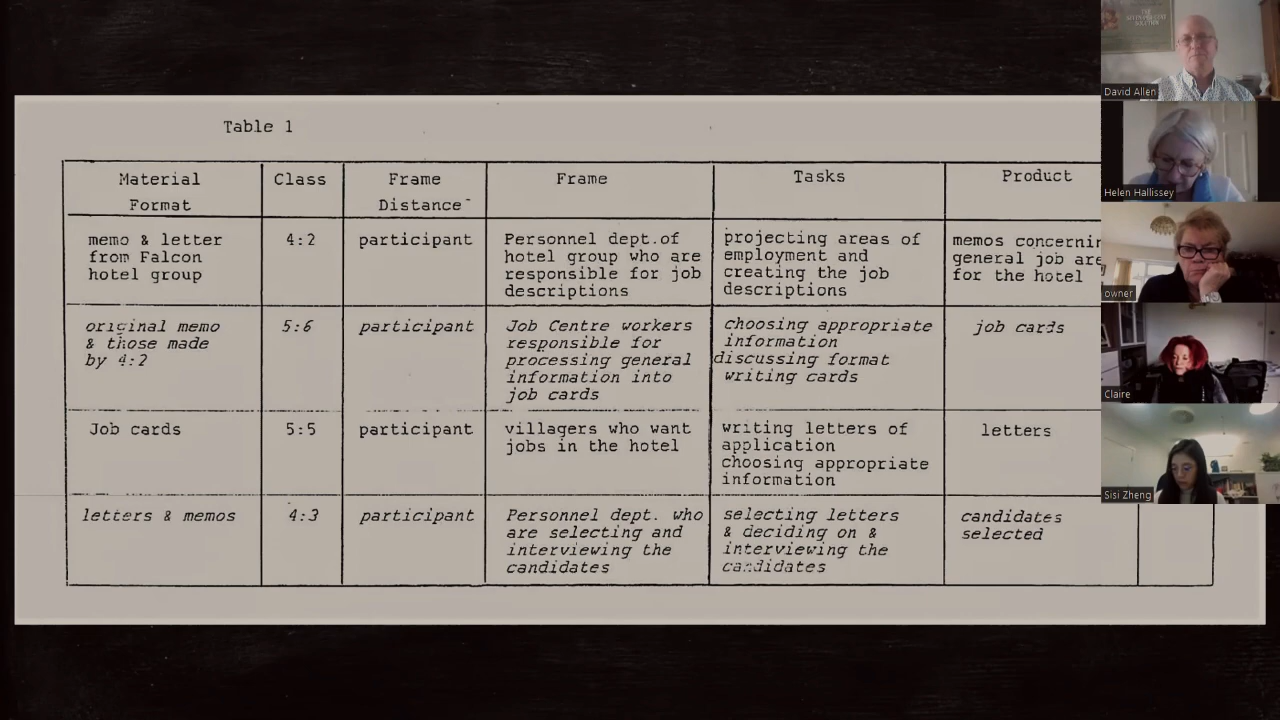 Table 1
Material Format
Class
Frame Distance
Frame
Tasks
Product
memo & letter
from Falcon
hotel group
4:2
participant
Personnel dept.of
hotel group who are
responsible for job
descriptions
projecting areas of
employment and
creating the job
descriptions
memos concernin
general job are
for the hotel
original memo
& those made
by 4:2
5:6
participant
Job Centre workers
responsible for
processing general
information into
job cards
choosing appropriate
information
discussing format
writing cards
job cards
Job cards
5:5
participant
villagers who want
jobs in the hotel
writing letters of
application
choosing appropriate
information
letters
letters & memos
4:3
participant
Personnel dept. who
are selecting and
interviewing the
candidates
selecting letters
& deciding on &
interviewing the
candidates
candidates
selected
THE
SEVEN-PER-CENT
SOLUTION
David Allen
Helen Hallissey
owner
Claire
Sisi Zheng